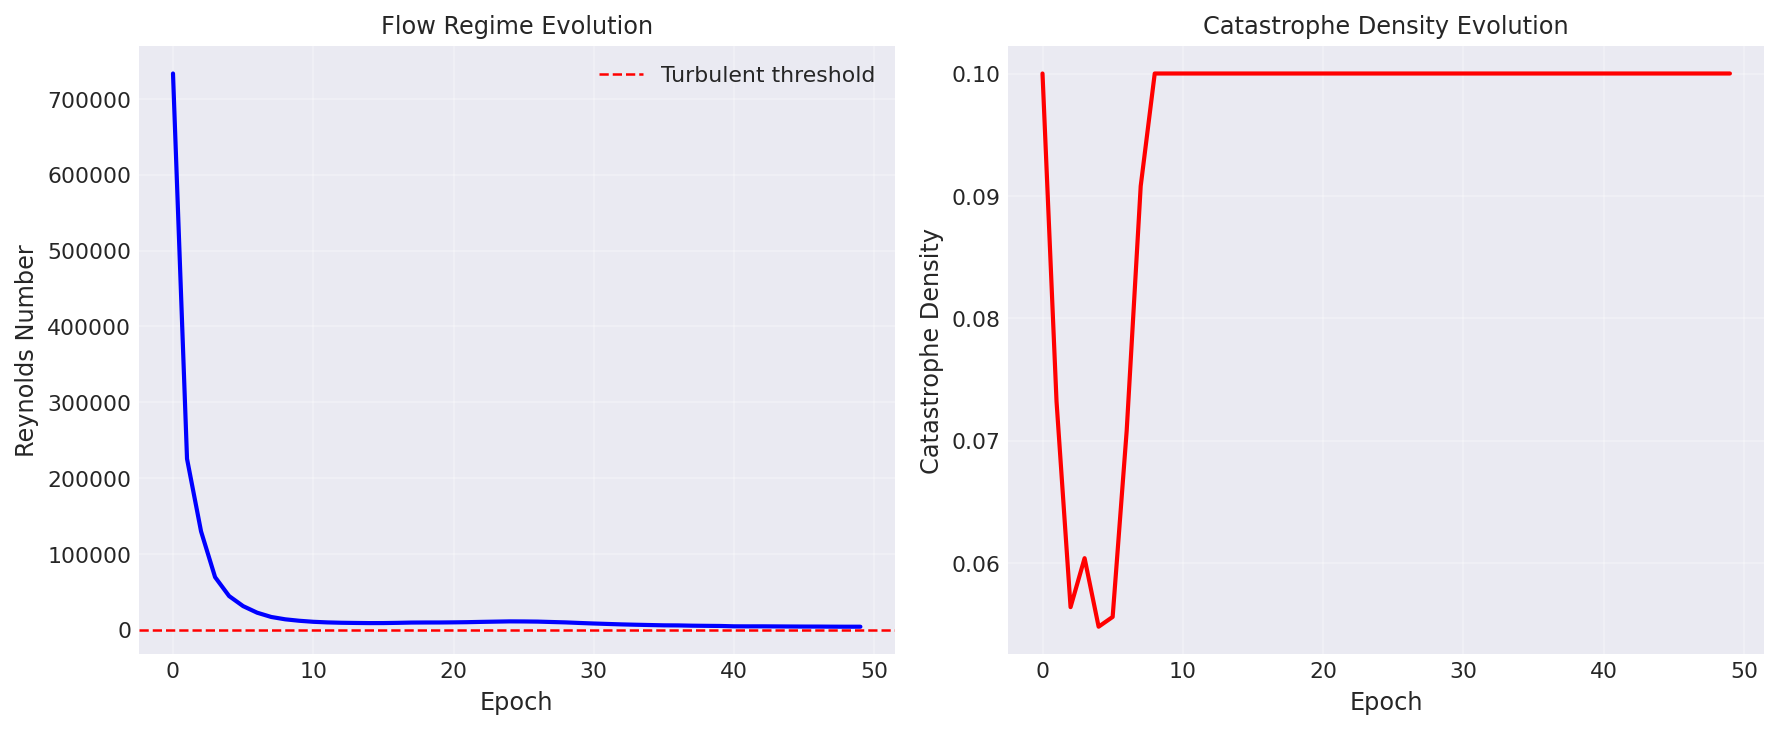 Flow Regime Evolution
Turbulent threshold
700000
600000
500000
400000
300000
200000
100000
0
Reynolds Number
0 10 20 30 40 50
Epoch
Catastrophe Density Evolution
0.10
0.09
0.08
0.07
0.06
Catastrophe Density
0 10 20 30 40 50
Epoch